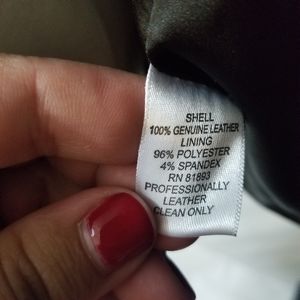 SHELL
100% GENUINE LEATHER
LINING
96% POLYESTER
4% SPANDEX
RN 81893
PROFESSIONALLY
LEATHER
CLEAN ONLY